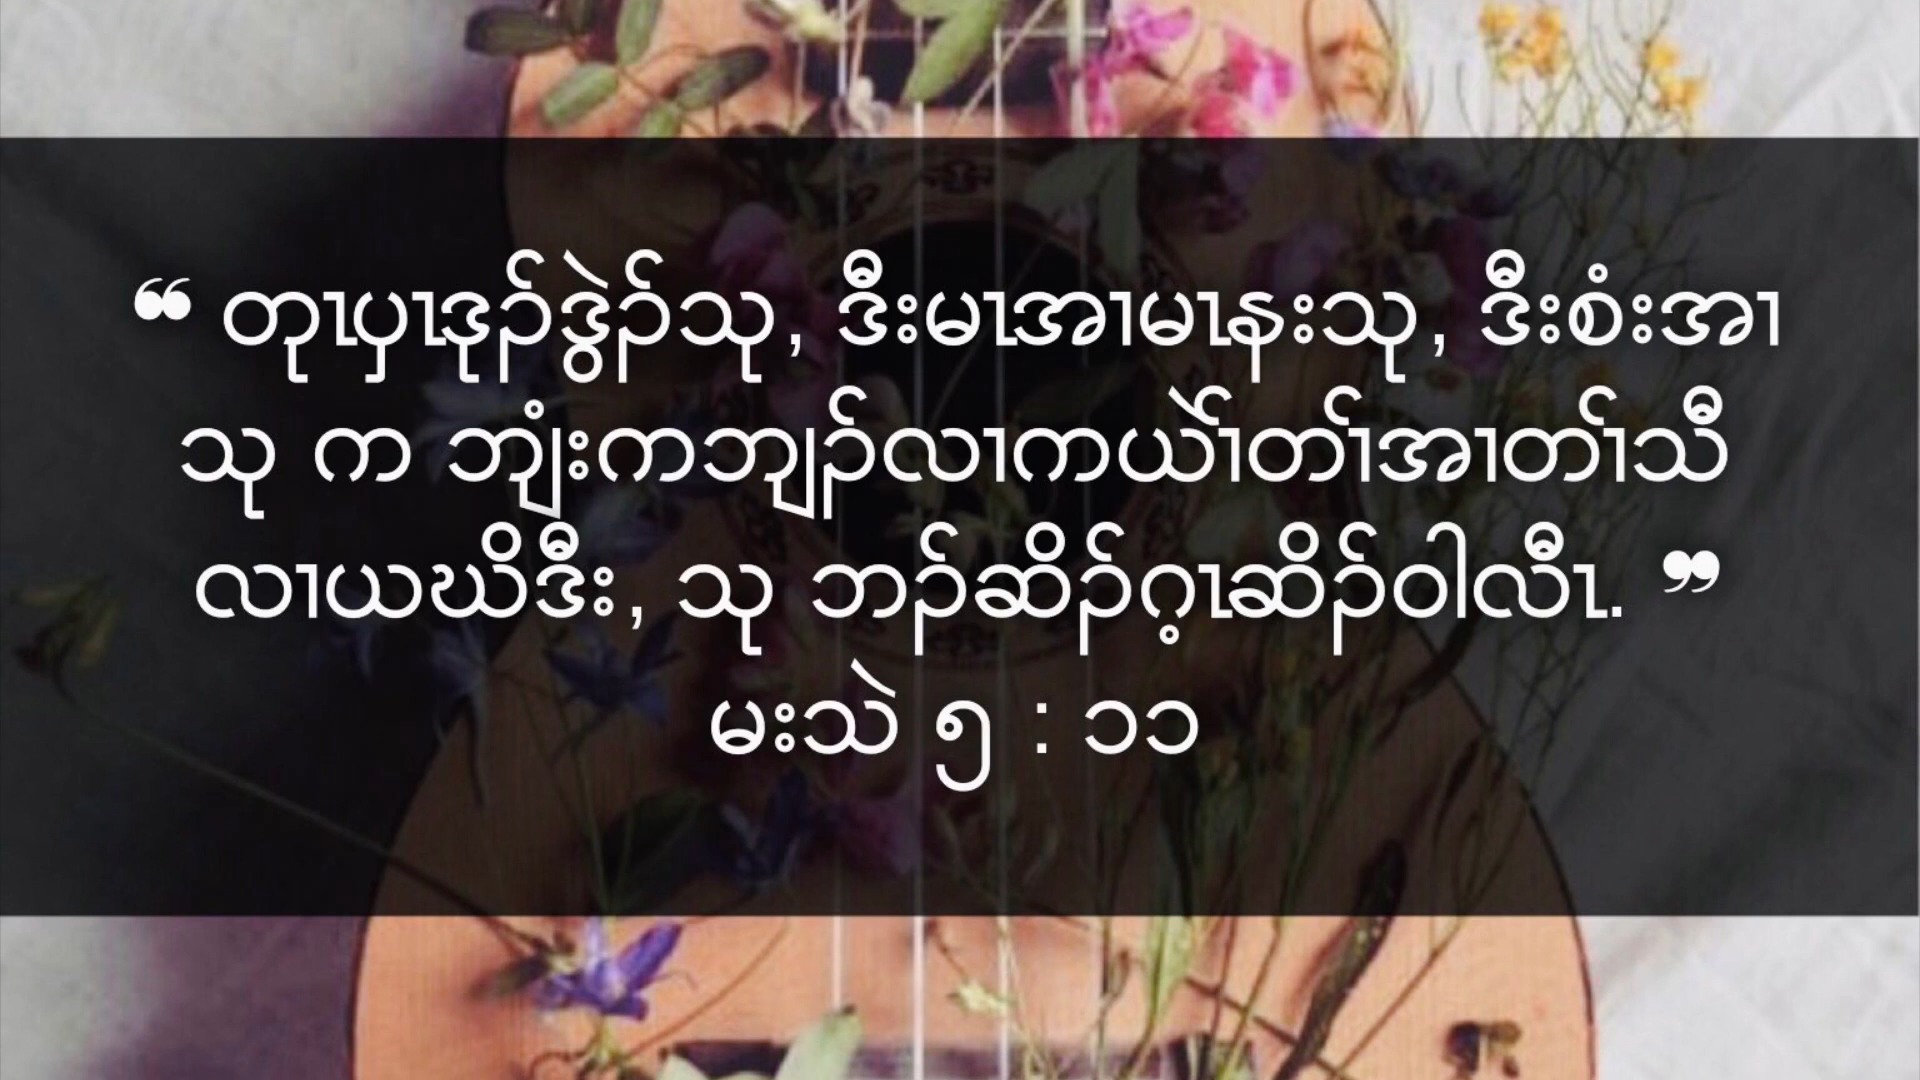 ❝ တုၤပှၤဒုၣ်ဒွဲၣ်သု, ဒီးမၤအၢမၤနးသု, ဒီးစံးအၢ
သု က ဘျံးကဘျၣ်လၢကယဲၢ်တၢ်အၢတၢ်သီ
လၢယဃိဒီး, သု ဘၣ်ဆိၣ်ဂ့ၤဆိၣ်ဝါလီၤ. ❞
မးသဲ ၅ : ၁၁